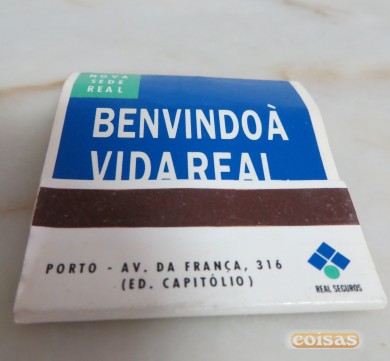 NOVA
SEDE
REAL
BENVINDO À
VIDA REAL
PORTO - AV. DA FRANÇA, 316
(ED. CAPITÓLIO)
REAL SEGUROS
coisas